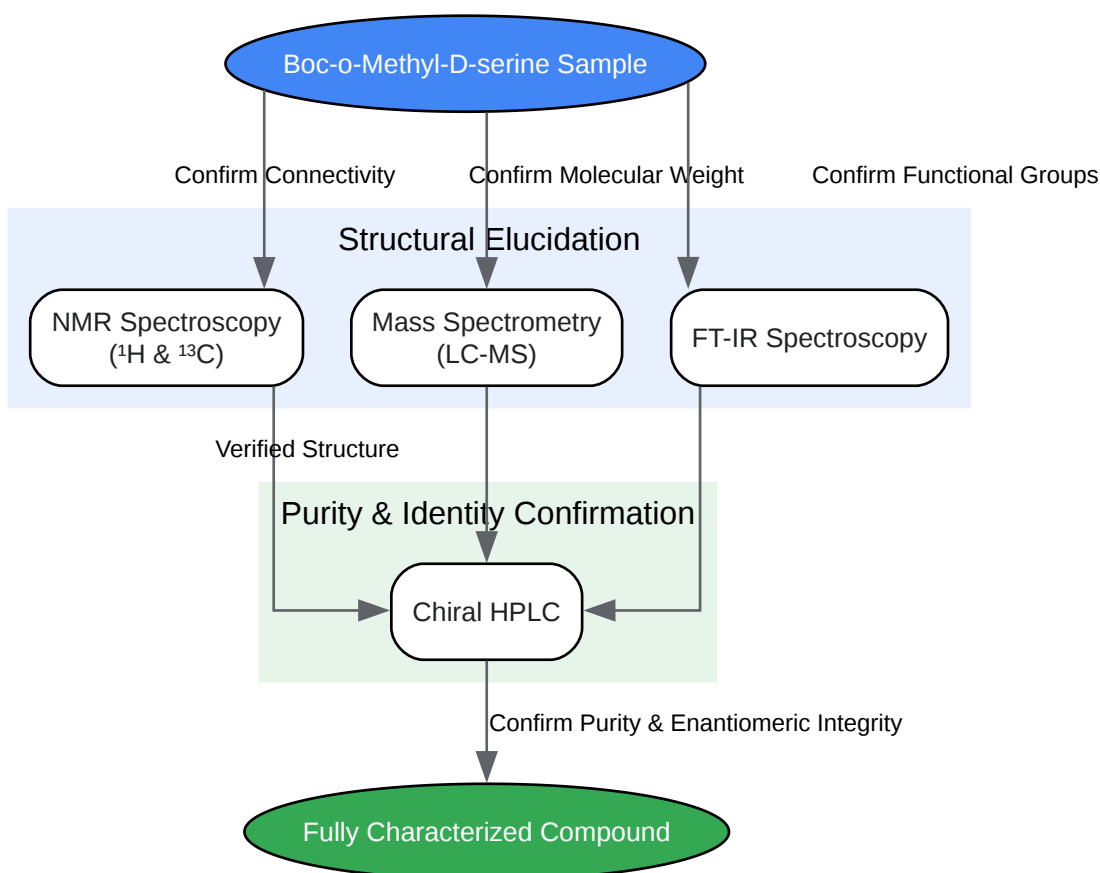 Boc-o-Methyl-D-serine Sample
Confirm Connectivity
Confirm Molecular Weight
Confirm Functional Groups
Structural Elucidation
NMR Spectroscopy
(¹H & ¹³C)
Mass Spectrometry
(LC-MS)
FT-IR Spectroscopy
Verified Structure
Purity & Identity Confirmation
Chiral HPLC
Confirm Purity & Enantiomeric Integrity
Fully Characterized Compound